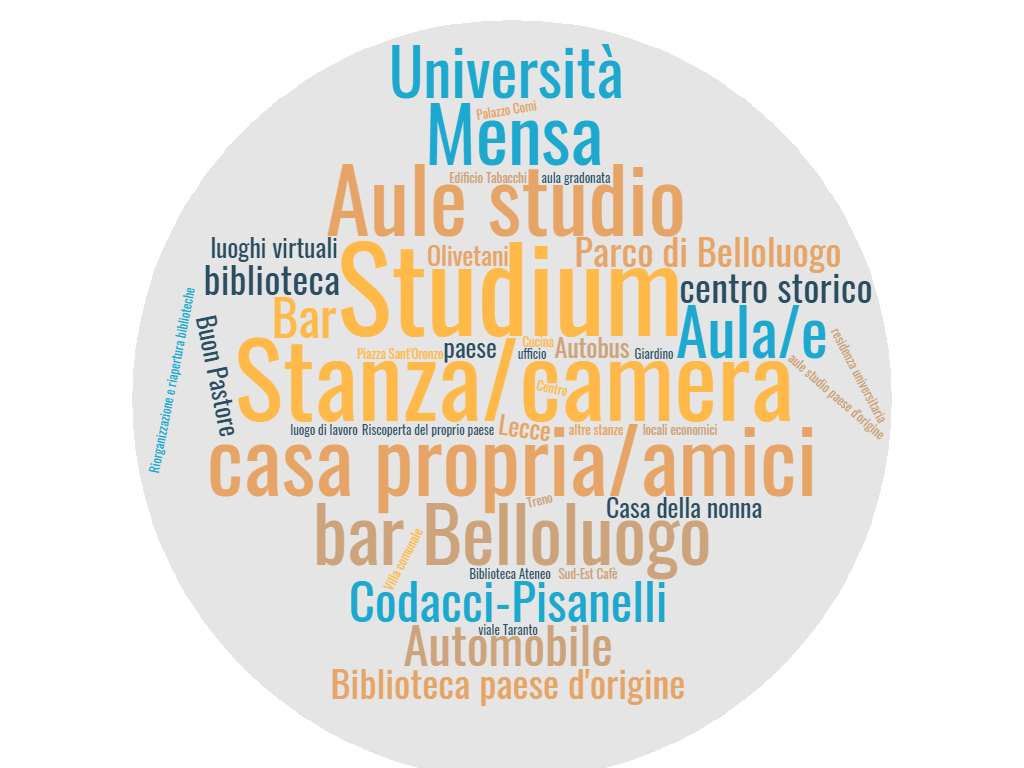 Università
Palazzo Comi
Mensa
Edificio Tabacchi
aula gradonata
Aule studio
luoghi virtuali
Olivetani
Parco di Belloluogo
biblioteca
Studium
centro storico
Bar
Aula/e
Buon Pastore
Riorganizzazione e riapertura biblioteche
Piazza Sant'Oronzo
paese
ufficio
Cucina
Autobus
Giardino
residenza universitaria
aule studio paese d'origine
Stanza/camera
Centro
luogo di lavoro
Riscoperta del proprio paese
Lecce
altre stanze
locali economici
casa propria/amici
Treno
Casa della nonna
bar Belloluogo
Villa comunale
Biblioteca Ateneo
Sud-Est Cafè
Codacci-Pisanelli
viale Taranto
Automobile
Biblioteca paese d'origine